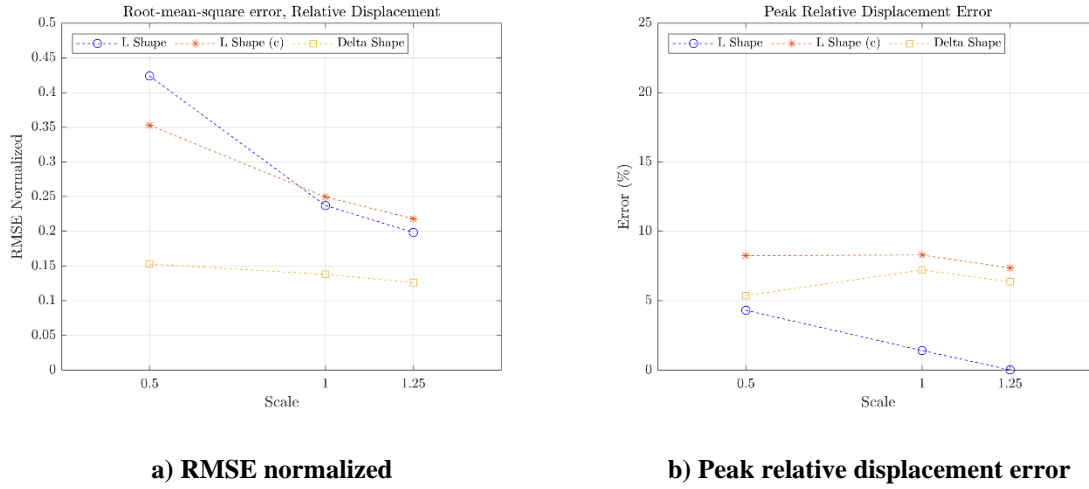 Root-mean-square error, Relative Displacement
L Shape L Shape (c) Delta Shape
RMSE Normalized
0.5
0.45
0.4
0.35
0.3
0.25
0.2
0.15
0.1
0.05
0
0.5 1 1.25
Scale
a) RMSE normalized
Peak Relative Displacement Error
L Shape L Shape (c) Delta Shape
Error (%)
25
20
15
10
5
0
0.5 1 1.25
Scale
b) Peak relative displacement error